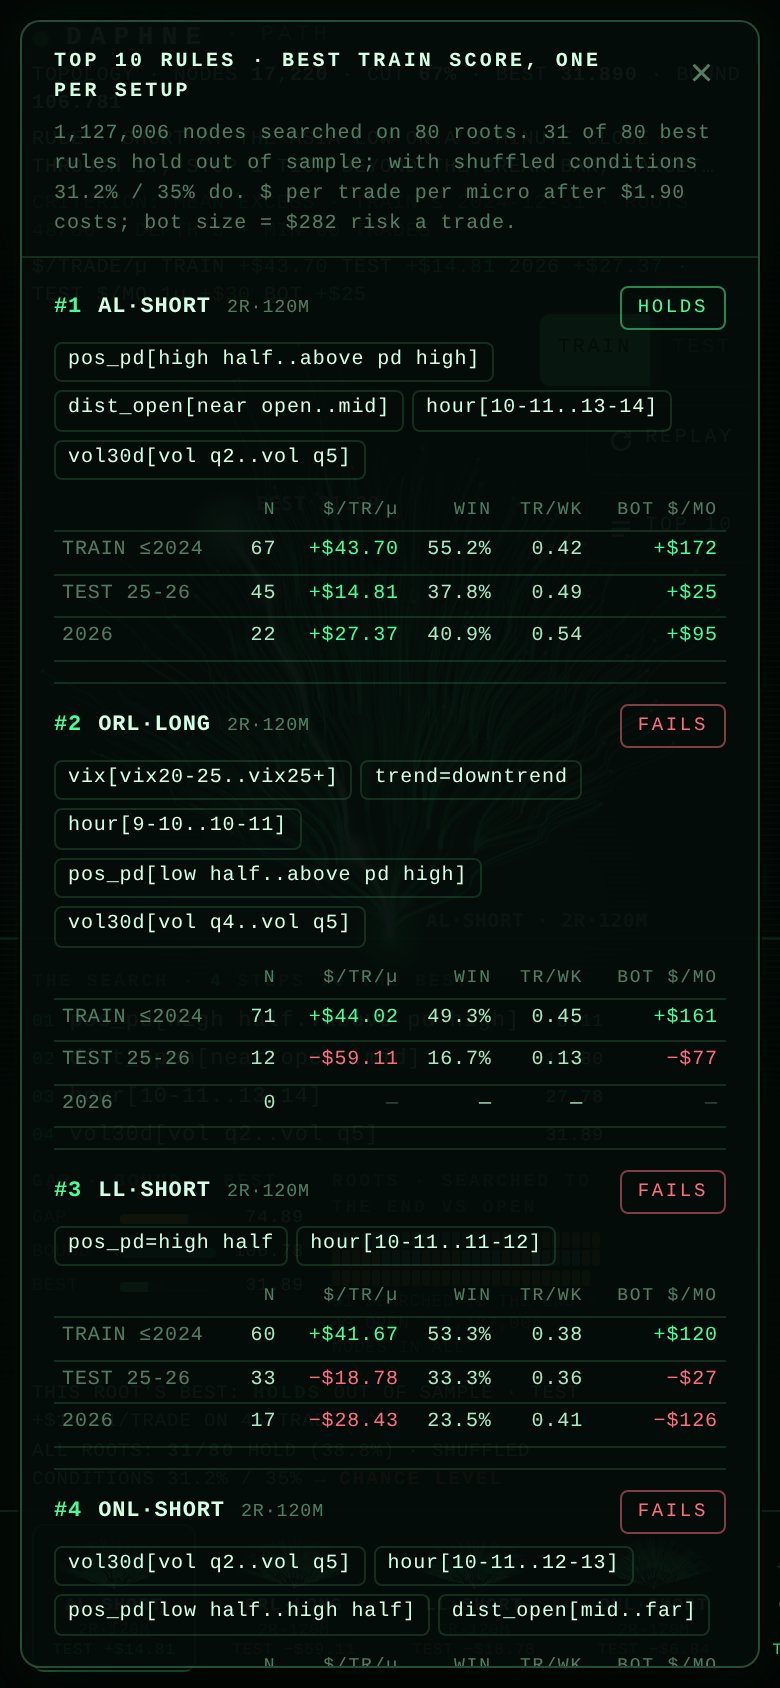 TOP 10 RULES · BEST TRAIN SCORE, ONE
PER SETUP
✕
1,127,006 nodes searched on 80 roots. 31 of 80 best
rules hold out of sample; with shuffled conditions
31.2% / 35% do. $ per trade per micro after $1.90
costs; bot size = $282 risk a trade.
#1 AL·SHORT 2R·120M HOLDS
pos_pd[high half..above pd high]
dist_open[near open..mid] hour[10-11..13-14]
vol30d[vol q2..vol q5]
N $/TR/µ WIN TR/WK BOT $/MO
TRAIN ≤2024 67 +$43.70 55.2% 0.42 +$172
TEST 25-26 45 +$14.81 37.8% 0.49 +$25
2026 22 +$27.37 40.9% 0.54 +$95
#2 ORL·LONG 2R·120M FAILS
vix[vix20-25..vix25+] trend=downtrend
hour[9-10..10-11]
pos_pd[low half..above pd high]
vol30d[vol q4..vol q5]
N $/TR/µ WIN TR/WK BOT $/MO
TRAIN ≤2024 71 +$44.02 49.3% 0.45 +$161
TEST 25-26 12 −$59.11 16.7% 0.13 −$77
2026 0 — — — —
#3 LL·SHORT 2R·120M FAILS
pos_pd=high half hour[10-11..11-12]
N $/TR/µ WIN TR/WK BOT $/MO
TRAIN ≤2024 60 +$41.67 53.3% 0.38 +$120
TEST 25-26 33 −$18.78 33.3% 0.36 −$27
2026 17 −$28.43 23.5% 0.41 −$126
#4 ONL·SHORT 2R·120M FAILS
vol30d[vol q2..vol q5] hour[10-11..12-13]
pos_pd[low half..high half] dist_open[mid..far]
N $/TR/µ WIN TR/WK BOT $/MO